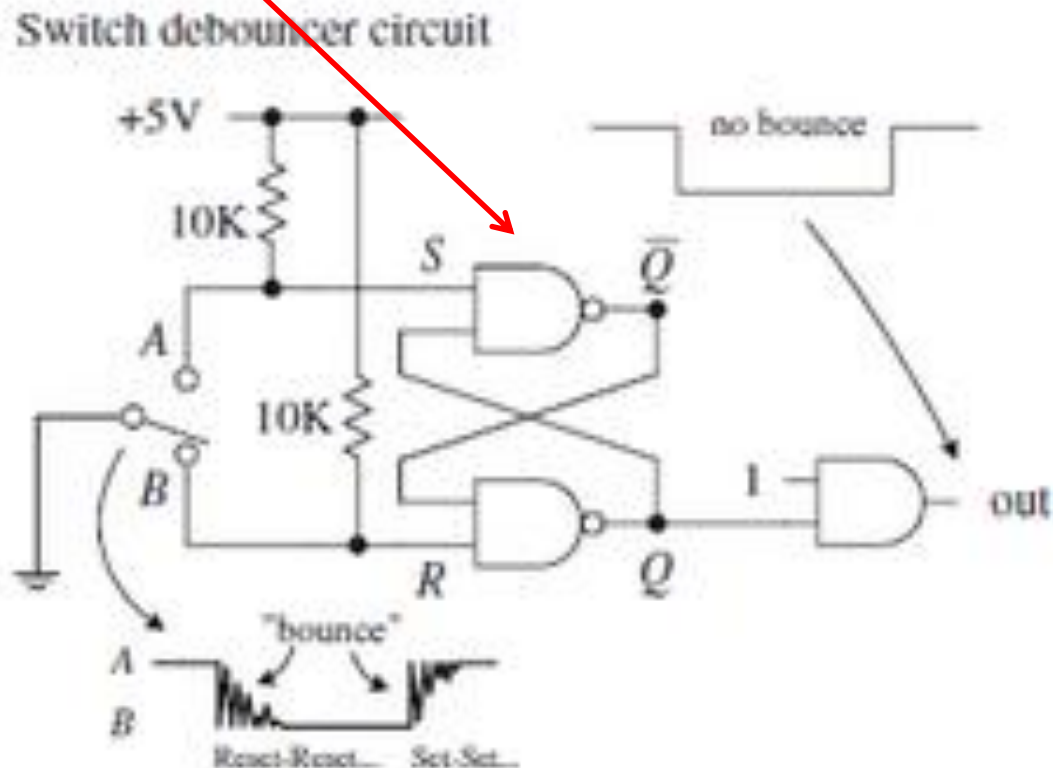 Switch debouncer circuit
+5V
no bounce
10K
S
Q̅
A
10K
B
1
out
R
Q
"bounce"
A
B
Reset-Reset... Set-Set...